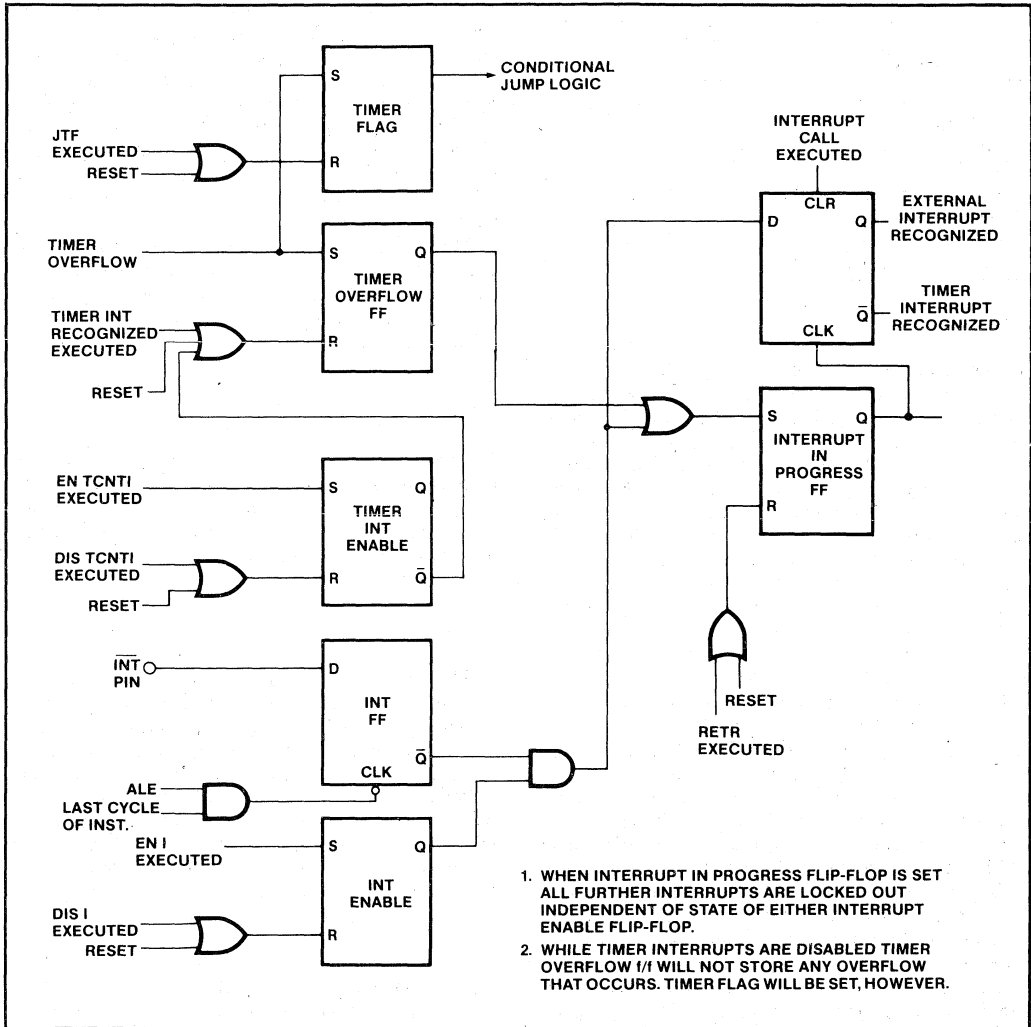 S
TIMER
FLAG
R
CONDITIONAL
JUMP LOGIC
JTF
EXECUTED
RESET
TIMER
OVERFLOW
S
Q
TIMER
OVERFLOW
FF
R
TIMER INT
RECOGNIZED
EXECUTED
RESET
EN TCNTI
EXECUTED
S
Q
TIMER
INT
ENABLE
R
Q̅
DIS TCNTI
EXECUTED
RESET
I̅N̅T̅
PIN
D
INT
FF
Q̅
CLK
ALE
LAST CYCLE
OF INST.
EN I
EXECUTED
S
Q
INT
ENABLE
R
DIS I
EXECUTED
RESET
INTERRUPT
CALL
EXECUTED
CLR
D
Q
EXTERNAL
INTERRUPT
RECOGNIZED
Q̅
TIMER
INTERRUPT
RECOGNIZED
CLK
S
Q
INTERRUPT
IN
PROGRESS
FF
R
RESET
RETR
EXECUTED
1. WHEN INTERRUPT IN PROGRESS FLIP-FLOP IS SET
ALL FURTHER INTERRUPTS ARE LOCKED OUT
INDEPENDENT OF STATE OF EITHER INTERRUPT
ENABLE FLIP-FLOP.
2. WHILE TIMER INTERRUPTS ARE DISABLED TIMER
OVERFLOW f/f WILL NOT STORE ANY OVERFLOW
THAT OCCURS. TIMER FLAG WILL BE SET, HOWEVER.